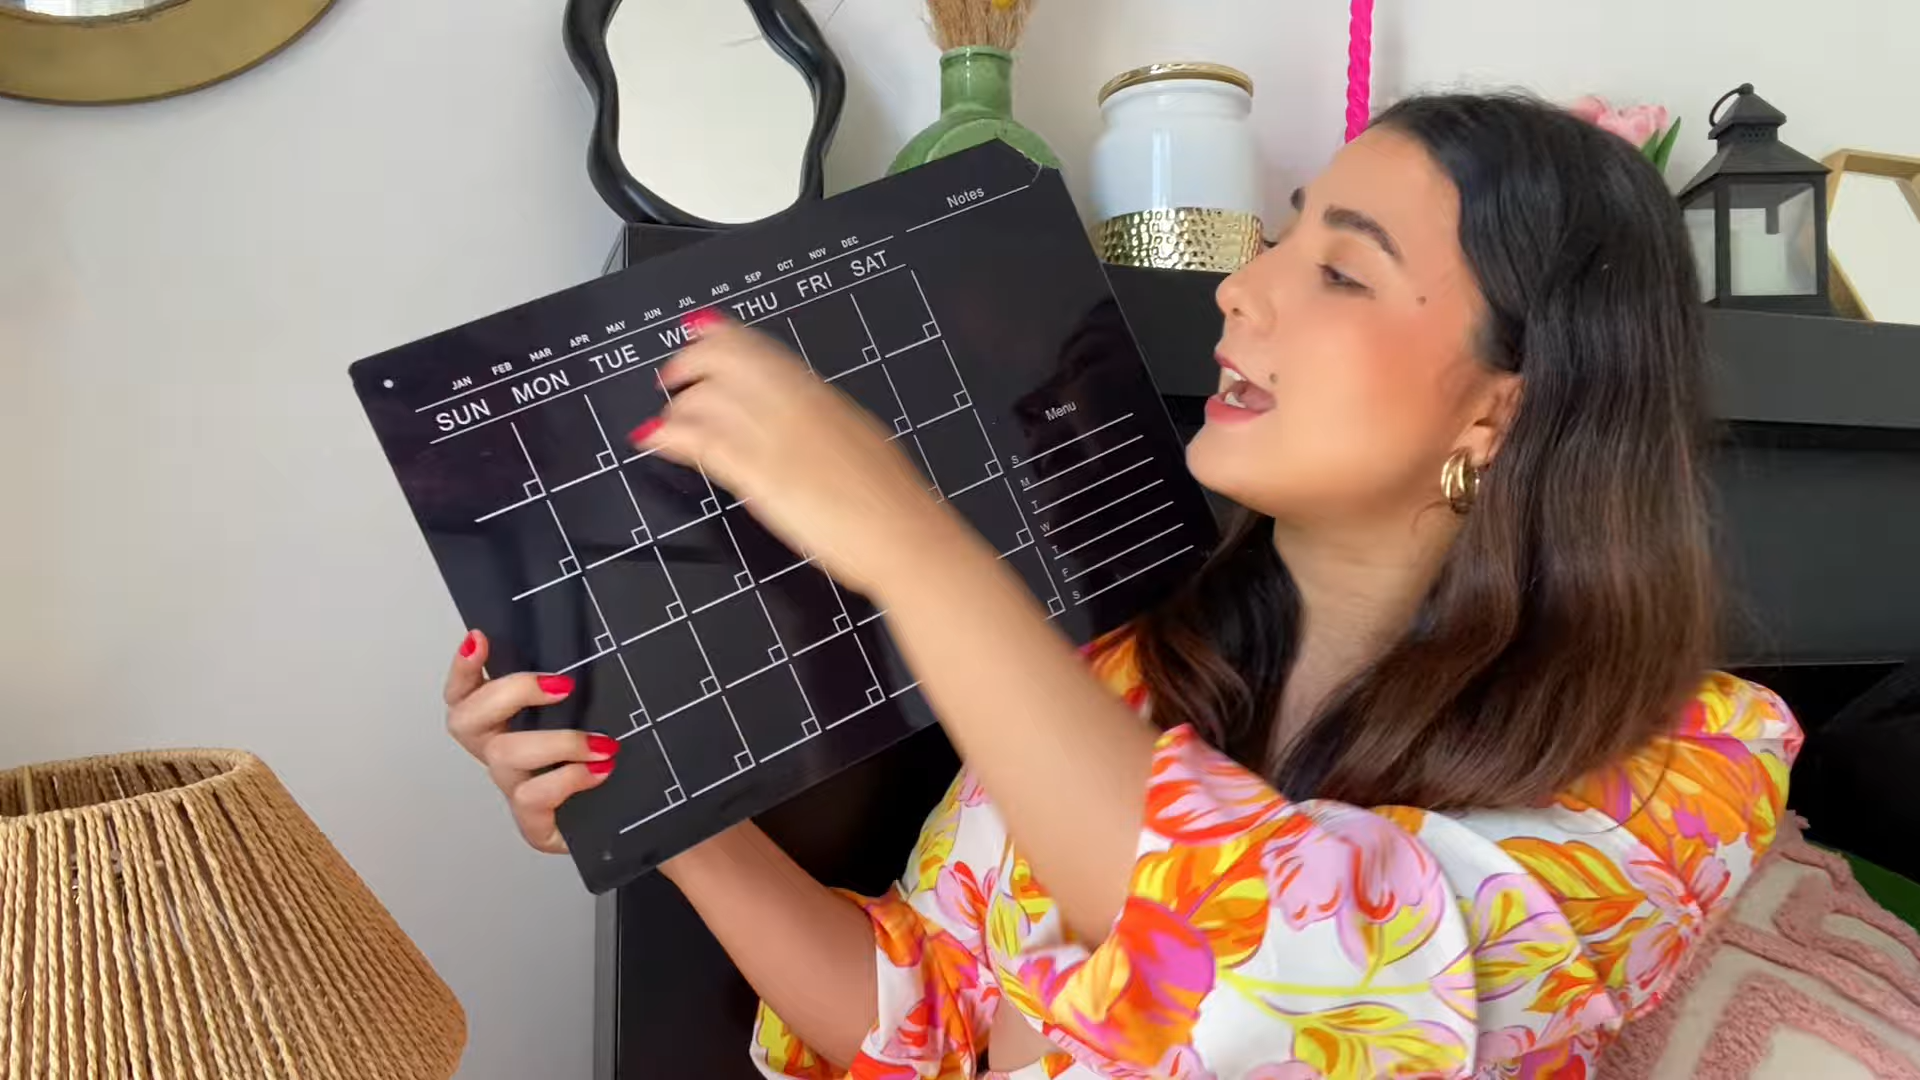 Notes
JAN FEB MAR APR MAY JUN JUL AUG SEP OCT NOV DEC
SUN MON TUE WED THU FRI SAT
Menu
S
M
T
W
T
F
S